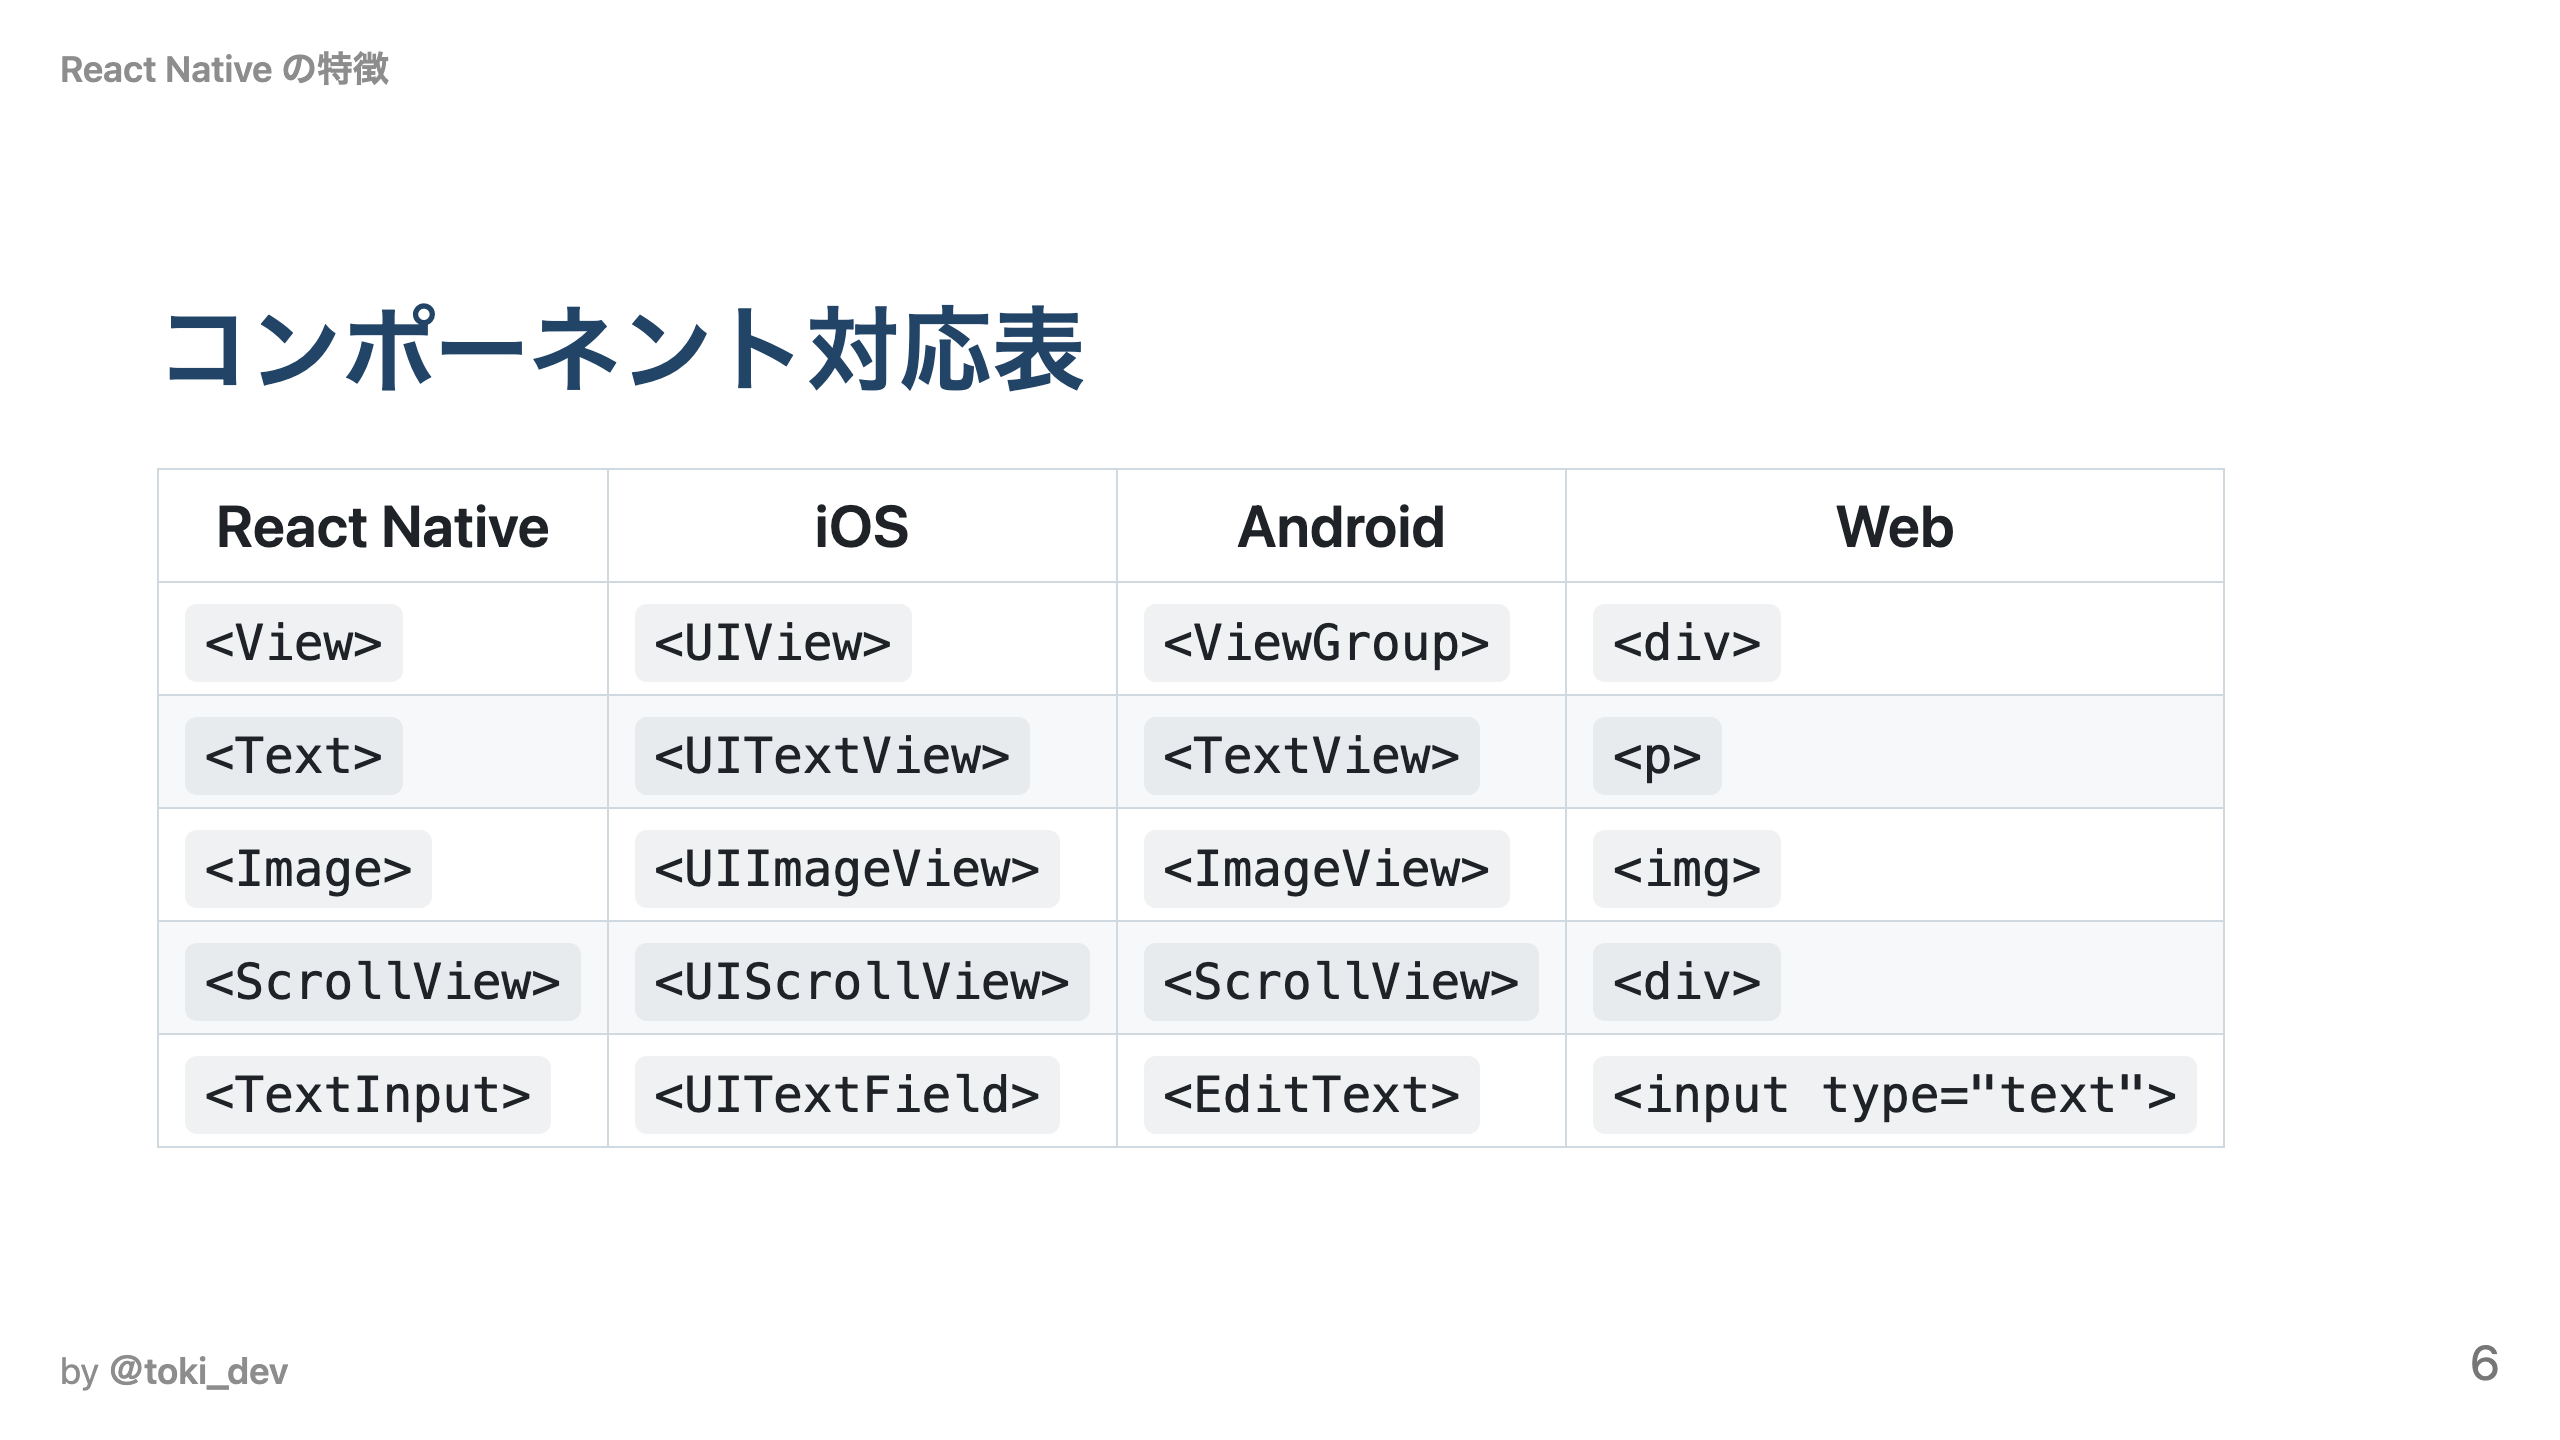 React Native の特徴
コンポーネント対応表
React Native iOS Android Web
<View> <UIView> <ViewGroup> <div>
<Text> <UITextView> <TextView> <p>
<Image> <UIImageView> <ImageView> <img>
<ScrollView> <UIScrollView> <ScrollView> <div>
<TextInput> <UITextField> <EditText> <input type="text">
by @toki_dev 6